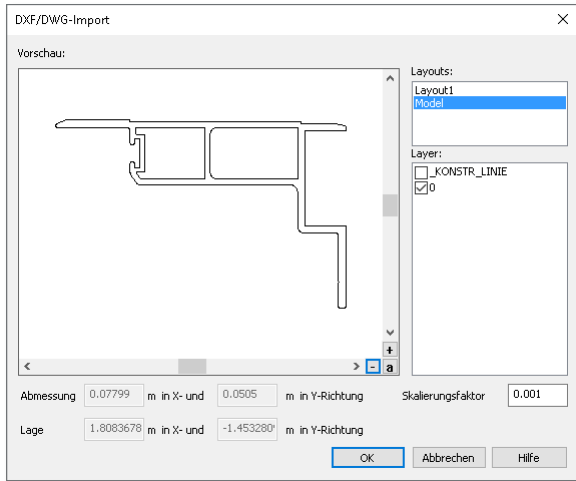 DXF/DWG-Import
Vorschau:
Layouts:
Layout1
Model
Layer:
_KONSTR_LINIE
0
+
- a
Abmessung 0.07799 m in X- und 0.0505 m in Y-Richtung Skalierungsfaktor 0.001
Lage 1.8083678 m in X- und -1.453280 m in Y-Richtung
OK Abbrechen Hilfe